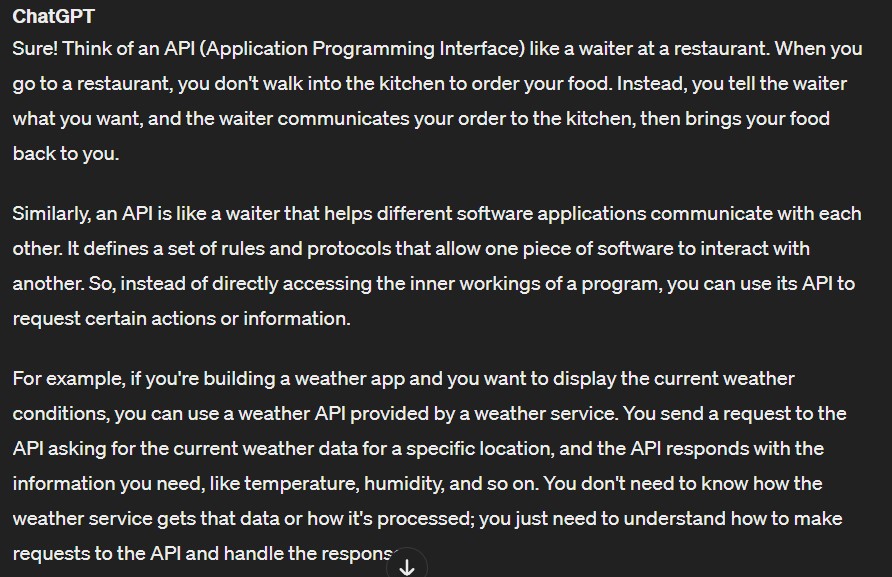 ChatGPT
Sure! Think of an API (Application Programming Interface) like a waiter at a restaurant. When you
go to a restaurant, you don't walk into the kitchen to order your food. Instead, you tell the waiter
what you want, and the waiter communicates your order to the kitchen, then brings your food
back to you.
Similarly, an API is like a waiter that helps different software applications communicate with each
other. It defines a set of rules and protocols that allow one piece of software to interact with
another. So, instead of directly accessing the inner workings of a program, you can use its API to
request certain actions or information.
For example, if you're building a weather app and you want to display the current weather
conditions, you can use a weather API provided by a weather service. You send a request to the
API asking for the current weather data for a specific location, and the API responds with the
information you need, like temperature, humidity, and so on. You don't need to know how the
weather service gets that data or how it's processed; you just need to understand how to make
requests to the API and handle the